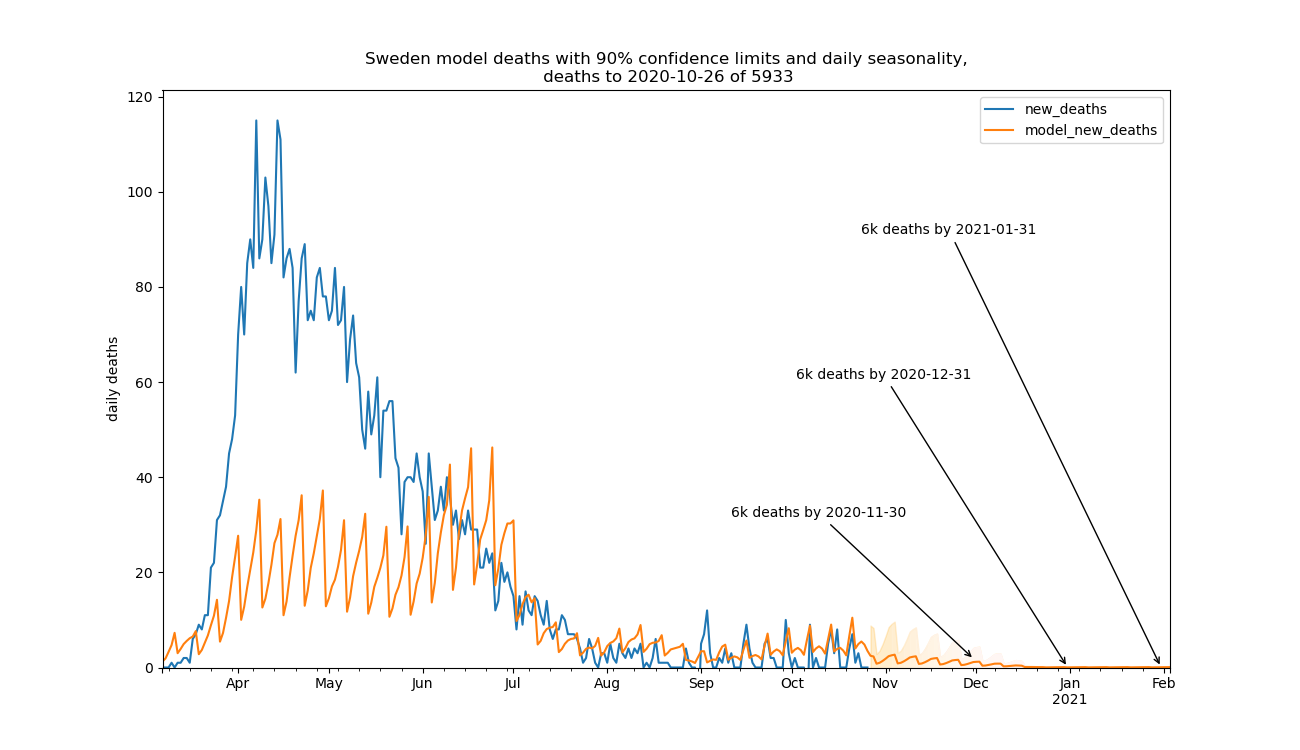 Sweden model deaths with 90% confidence limits and daily seasonality,
deaths to 2020-10-26 of 5933
new_deaths
model_new_deaths
daily deaths
120
100
80
60
40
20
0
6k deaths by 2021-01-31
6k deaths by 2020-12-31
6k deaths by 2020-11-30
Apr May Jun Jul Aug Sep Oct Nov Dec Jan Feb
2021